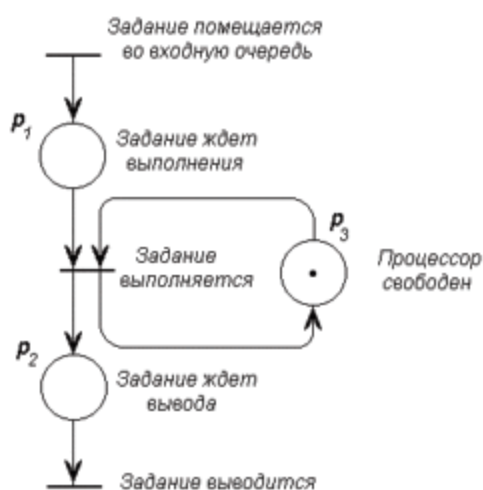 Задание помещается
во входную очередь
p1
Задание ждет
выполнения
p3
Задание
выполняется
Процессор
свободен
p2
Задание ждет
вывода
Задание выводится